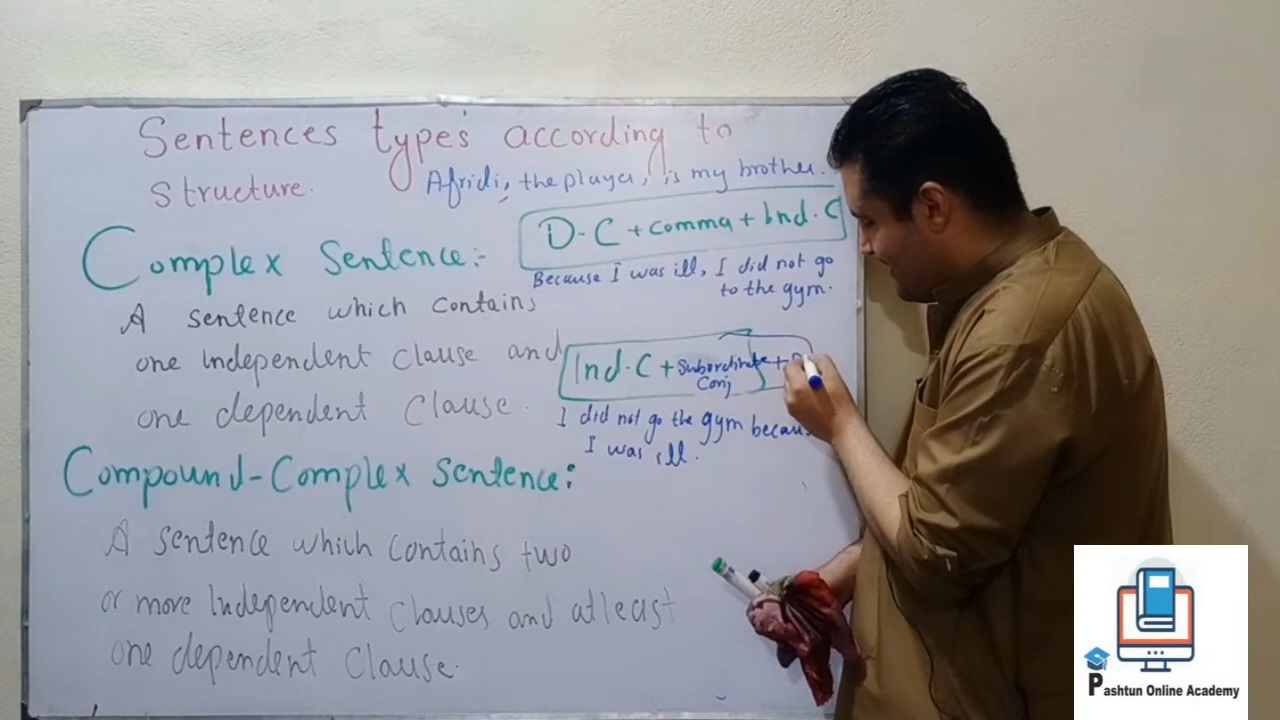 Sentences types according to
structure.
Afridi, the player, is my brother.
D.C + comma + Ind.C
Because I was ill, I did not go
to the gym.
Complex Sentence:-
A sentence which contains
one independent clause and
one dependent clause.
Ind.C + Subordinate +
Conj
I did not go the gym
I was ill.
Compound-Complex sentence:
A sentence which contains two
or more independent clauses and atleast
one dependent clause.
Pashtun Online Academy